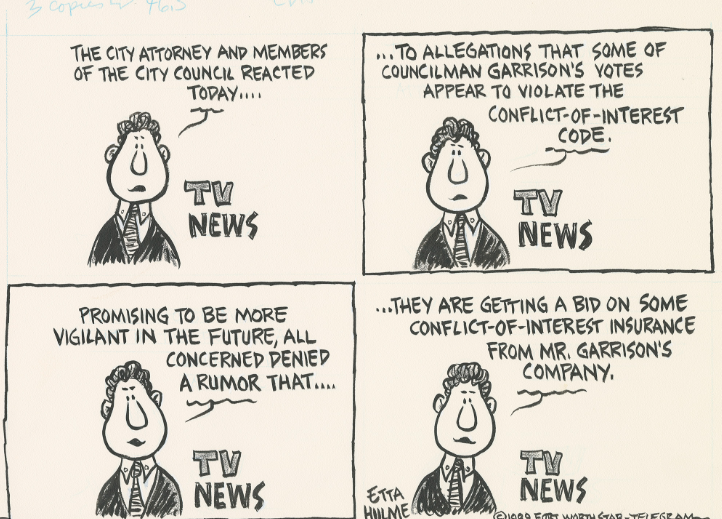 3 copies
THE CITY ATTORNEY AND MEMBERS
OF THE CITY COUNCIL REACTED
TODAY....
TV
NEWS
...TO ALLEGATIONS THAT SOME OF
COUNCILMAN GARRISON'S VOTES
APPEAR TO VIOLATE THE
CONFLICT-OF-INTEREST
CODE.
TV
NEWS
PROMISING TO BE MORE
VIGILANT IN THE FUTURE, ALL
CONCERNED DENIED
A RUMOR THAT....
TV
NEWS
...THEY ARE GETTING A BID ON SOME
CONFLICT-OF-INTEREST INSURANCE
FROM MR. GARRISON'S
COMPANY.
TV
NEWS
ETTA
HULME
FORT WORTH STAR-TELEGRAM